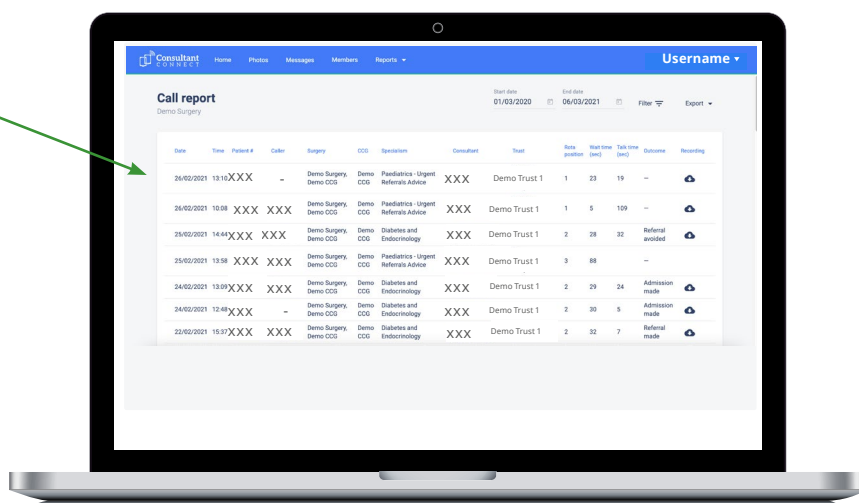 Consultant
CONNECT
Home Photos Messages Members Reports
Username
Call report
Demo Surgery
Start date
01/03/2020
End date
06/03/2021
Filter
Export
Date Time Patient # Caller Surgery CCG Specialism Consultant Trust Rota position Wait time (sec) Talk time (sec) Outcome Recording
26/02/2021 13:10 XXX – Demo Surgery, Demo CCG Demo CCG Paediatrics - Urgent Referrals Advice XXX Demo Trust 1 1 23 19 –
26/02/2021 10:08 XXX XXX Demo Surgery, Demo CCG Demo CCG Paediatrics - Urgent Referrals Advice XXX Demo Trust 1 1 5 109 –
25/02/2021 14:44 XXX XXX Demo Surgery, Demo CCG Demo CCG Diabetes and Endocrinology XXX Demo Trust 1 2 28 32 Referral avoided
25/02/2021 13:58 XXX XXX Demo Surgery, Demo CCG Demo CCG Paediatrics - Urgent Referrals Advice XXX Demo Trust 1 3 88 –
24/02/2021 13:09 XXX XXX Demo Surgery, Demo CCG Demo CCG Diabetes and Endocrinology XXX Demo Trust 1 2 29 24 Admission made
24/02/2021 12:48 XXX – Demo Surgery, Demo CCG Demo CCG Diabetes and Endocrinology XXX Demo Trust 1 2 30 5 Admission made
22/02/2021 15:37 XXX XXX Demo Surgery, Demo CCG Demo CCG Diabetes and Endocrinology XXX Demo Trust 1 2 32 7 Referral made